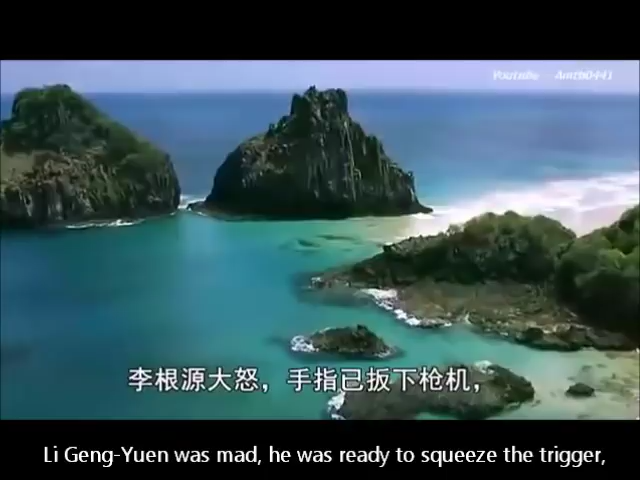 Youtube Amtb0441
李根源大怒，手指已扳下枪机，
Li Geng-Yuen was mad, he was ready to squeeze the trigger,